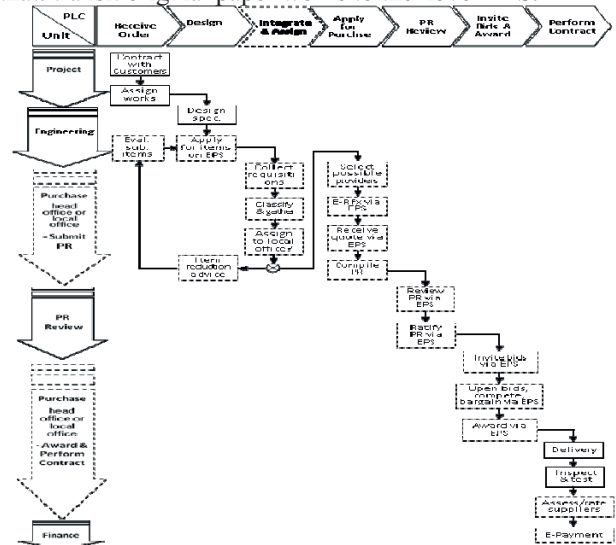 PLC
Unit
Receive
Order
Design
Integrate
& Assign
Apply
for
Purchase
PR
Review
Invite
Bids &
Award
Perform
Contract
Project
Contract
with
Customers
Assign
works
Design
spec.
Engineering
Eval.
sub.
items
Apply
for items
on EPS
Collect
requisiti
ons
Select
possible
providers
Purchase
head
office or
local
office
- Submit
PR
Classify
& gather
E-RFx via
EPS
Assign
to local
office?
Receive
quote via
EPS
Item
reduction
advice
Compile
PR
Review
PR via
EPS
PR
Review
Ratify
PR via
EPS
Invite bids
via EPS
Purchase
head
office or
local
office
- Award &
Perform
Contract
Open bids,
compete
bargain via EPS
Award via
EPS
Delivery
Inspect
& test
Assess/rate
suppliers
Finance
E-Payment